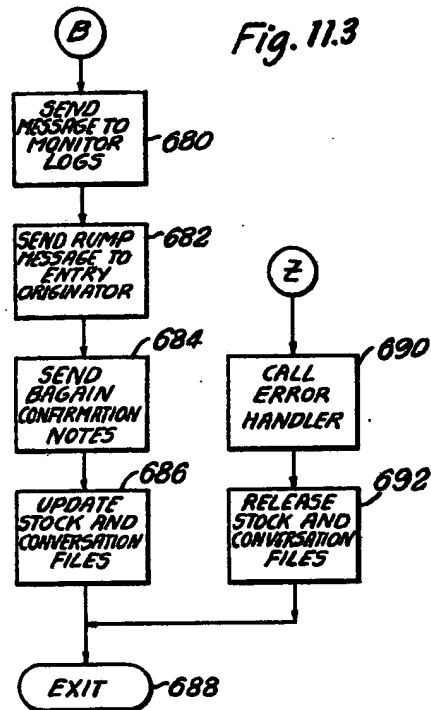 Fig. 11.3
B
SEND
MESSAGE TO
MONITOR
LOGS
680
SEND RUMP
MESSAGE TO
ENTRY
ORIGINATOR
682
SEND
BAGAIN
CONFIRMATION
NOTES
684
UPDATE
STOCK AND
CONVERSATION
FILES
686
Z
CALL
ERROR
HANDLER
690
RELEASE
STOCK AND
CONVERSATION
FILES
692
EXIT
688